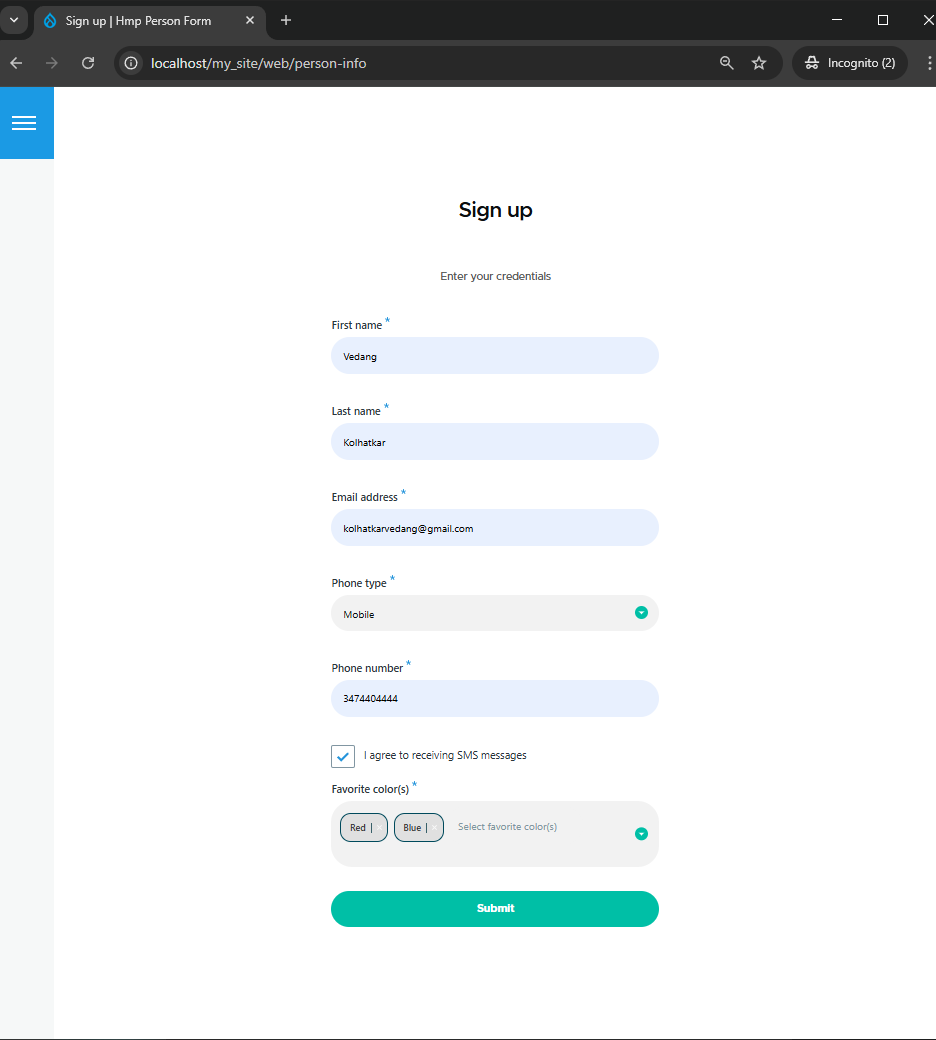 Sign up | Hmp Person Form
localhost/my_site/web/person-info
Incognito (2)
Sign up
Enter your credentials
First name *
Vedang
Last name *
Kolhatkar
Email address *
kolhatkarvedang@gmail.com
Phone type *
Mobile
Phone number *
3474404444
I agree to receiving SMS messages
Favorite color(s) *
Red | Blue | Select favorite color(s)
Submit